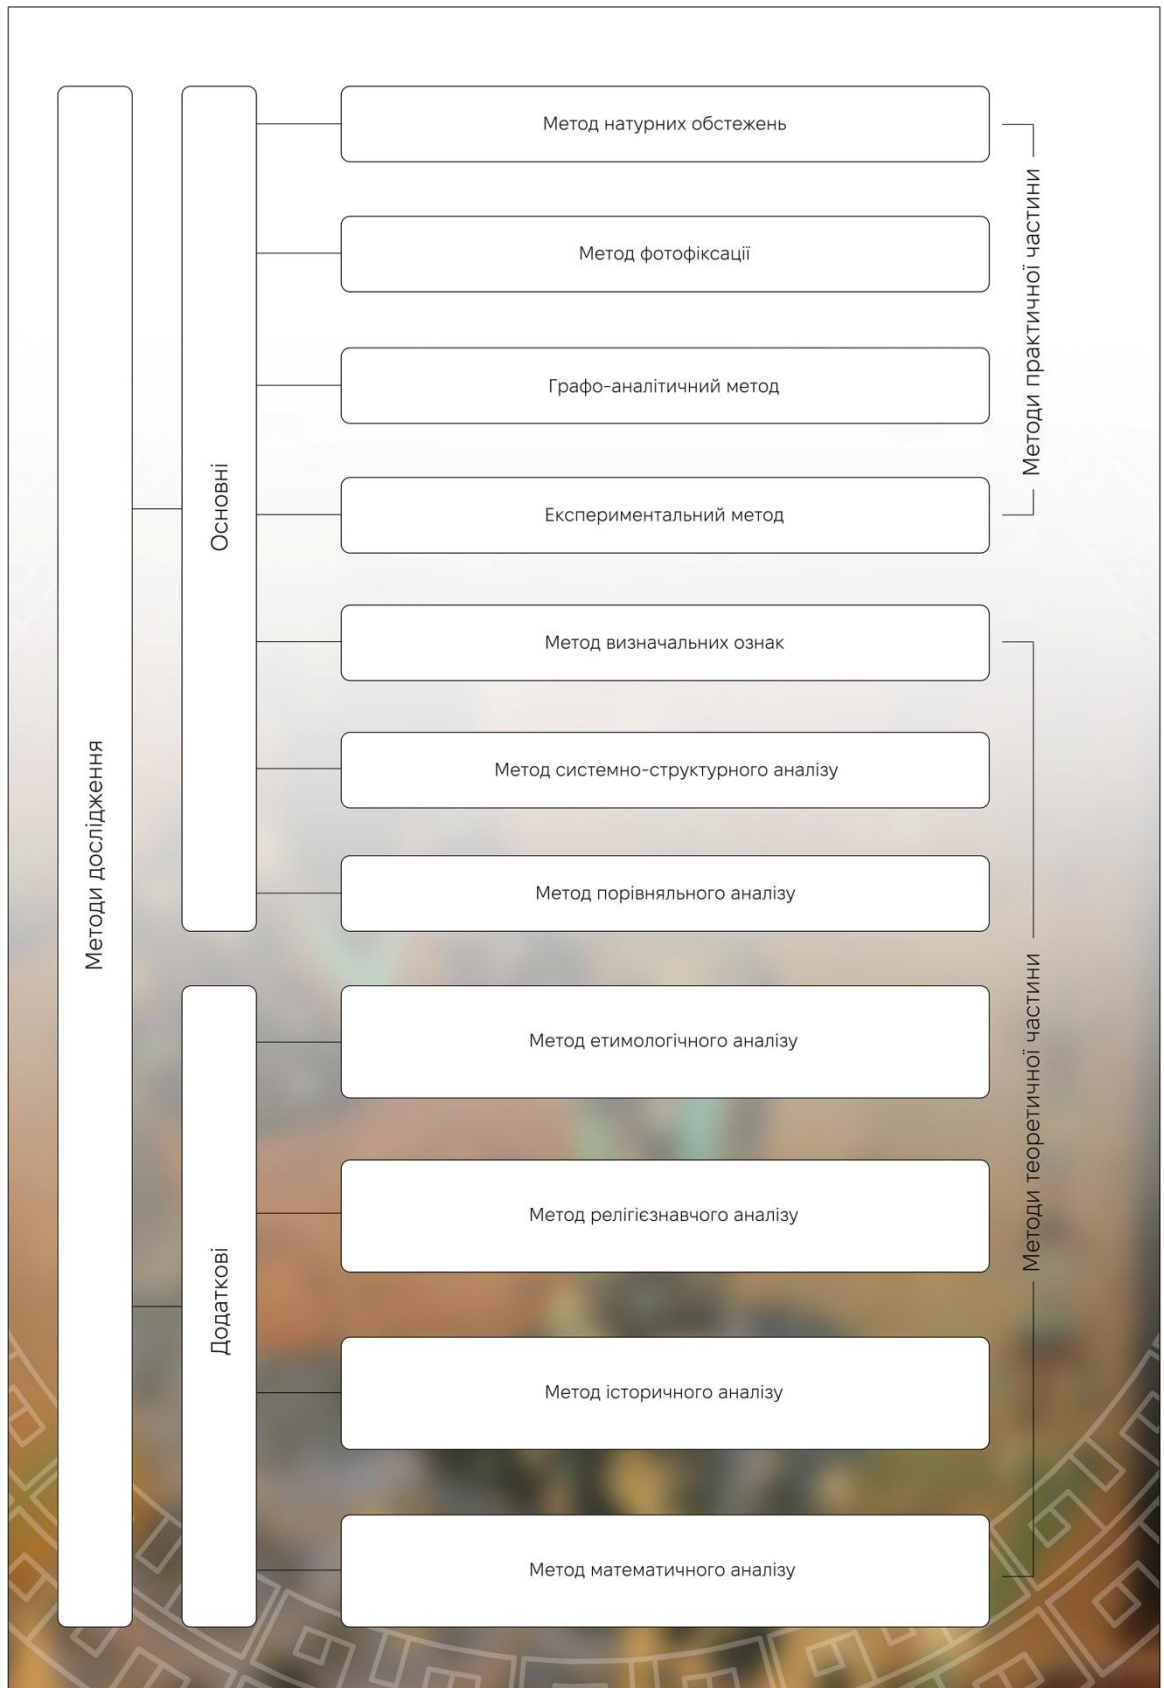 Методи дослідження
Основні
Метод натурних обстежень
Метод фотофіксації
Графо-аналітичний метод
Експериментальний метод
Метод визначальних ознак
Метод системно-структурного аналізу
Метод порівняльного аналізу
Додаткові
Метод етимологічного аналізу
Метод релігієзнавчого аналізу
Метод історичного аналізу
Метод математичного аналізу
Методи практичної частини
Методи теоретичної частини